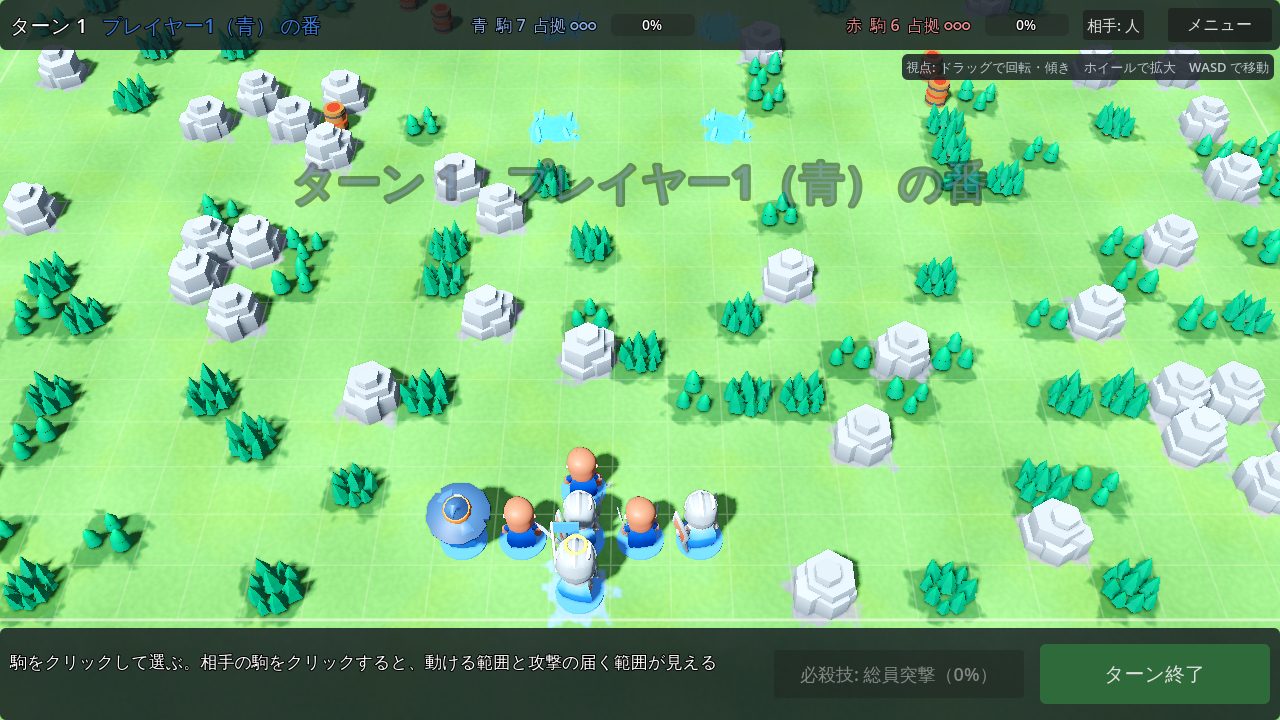 ターン 1 プレイヤー1（青） の番 青 駒 7 占拠 ○○○ 0% 赤 駒 6 占拠 ○○○ 0% 相手: 人 メニュー
視点: ドラッグで回転・傾き ホイールで拡大 WASD で移動
ターン 1 プレイヤー1（青） の番
駒をクリックして選ぶ。相手の駒をクリックすると、動ける範囲と攻撃の届く範囲が見える
必殺技: 総員突撃（0%）
ターン終了